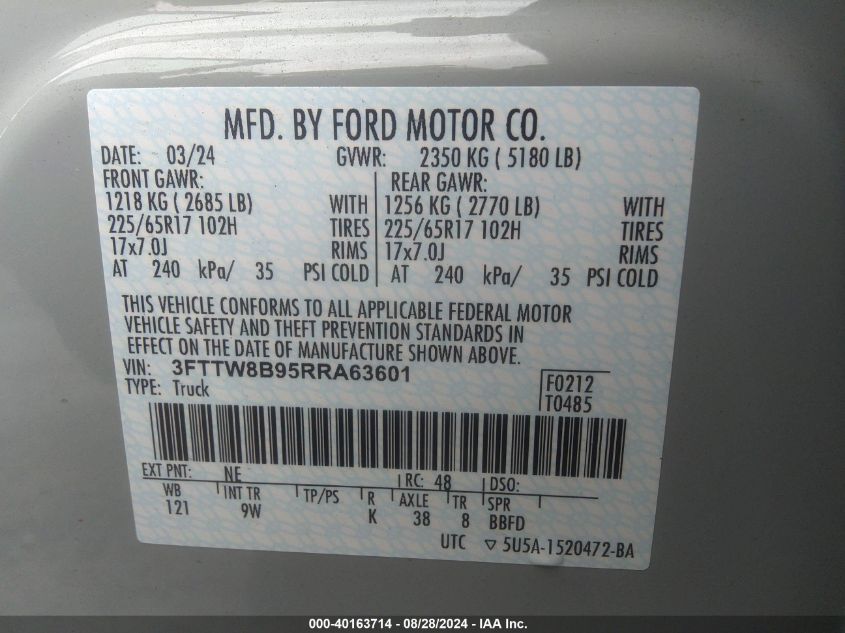 MFD. BY FORD MOTOR CO.
DATE: 03/24 GVWR: 2350 KG ( 5180 LB)
FRONT GAWR: REAR GAWR:
1218 KG ( 2685 LB) WITH 1256 KG ( 2770 LB) WITH
225/65R17 102H TIRES 225/65R17 102H TIRES
17x7.0J RIMS 17x7.0J RIMS
AT 240 kPa/ 35 PSI COLD AT 240 kPa/ 35 PSI COLD
THIS VEHICLE CONFORMS TO ALL APPLICABLE FEDERAL MOTOR
VEHICLE SAFETY AND THEFT PREVENTION STANDARDS IN
EFFECT ON THE DATE OF MANUFACTURE SHOWN ABOVE.
VIN: 3FTTW8B95RRA63601 F0212
TYPE: Truck T0485
EXT PNT: NE RC: 48 DSO:
WB INT TR TP/PS R AXLE TR SPR
121 9W K 38 8 BBFD
UTC ▽ 5U5A-1520472-BA
000-40163714 - 08/28/2024 - IAA Inc.